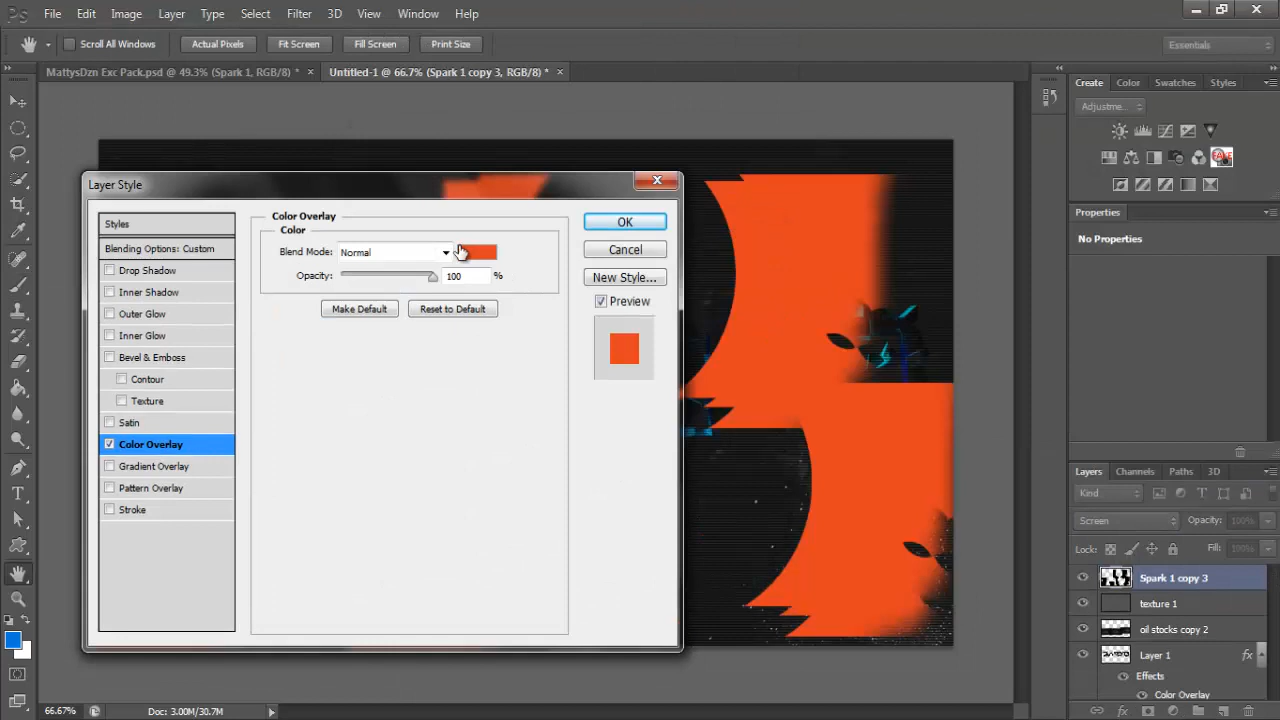 Ps File Edit Image Layer Type Select Filter 3D View Window Help
Scroll All Windows Actual Pixels Fit Screen Fill Screen Print Size Essentials
MattysDzn Exc Pack.psd @ 49.3% (Spark 1, RGB/8) * × Untitled-1 @ 66.7% (Spark 1 copy 3, RGB/8) * ×
Create Color Swatches Styles
Adjustme...
Layer Style
Styles
Blending Options: Custom
Drop Shadow
Inner Shadow
Outer Glow
Inner Glow
Bevel & Emboss
Contour
Texture
Satin
Color Overlay
Gradient Overlay
Pattern Overlay
Stroke
Color Overlay
Color
Blend Mode: Normal
Opacity: 100 %
Make Default Reset to Default
OK
Cancel
New Style...
Preview
Properties
No Properties
Layers Channels Paths 3D
Kind
Screen Opacity: 100%
Lock: Fill: 100%
Spark 1 copy 3
texture 1
oil stocks copy 2
Layer 1 fx
Effects
Color Overlay
66.67% Doc: 3.00M/30.7M